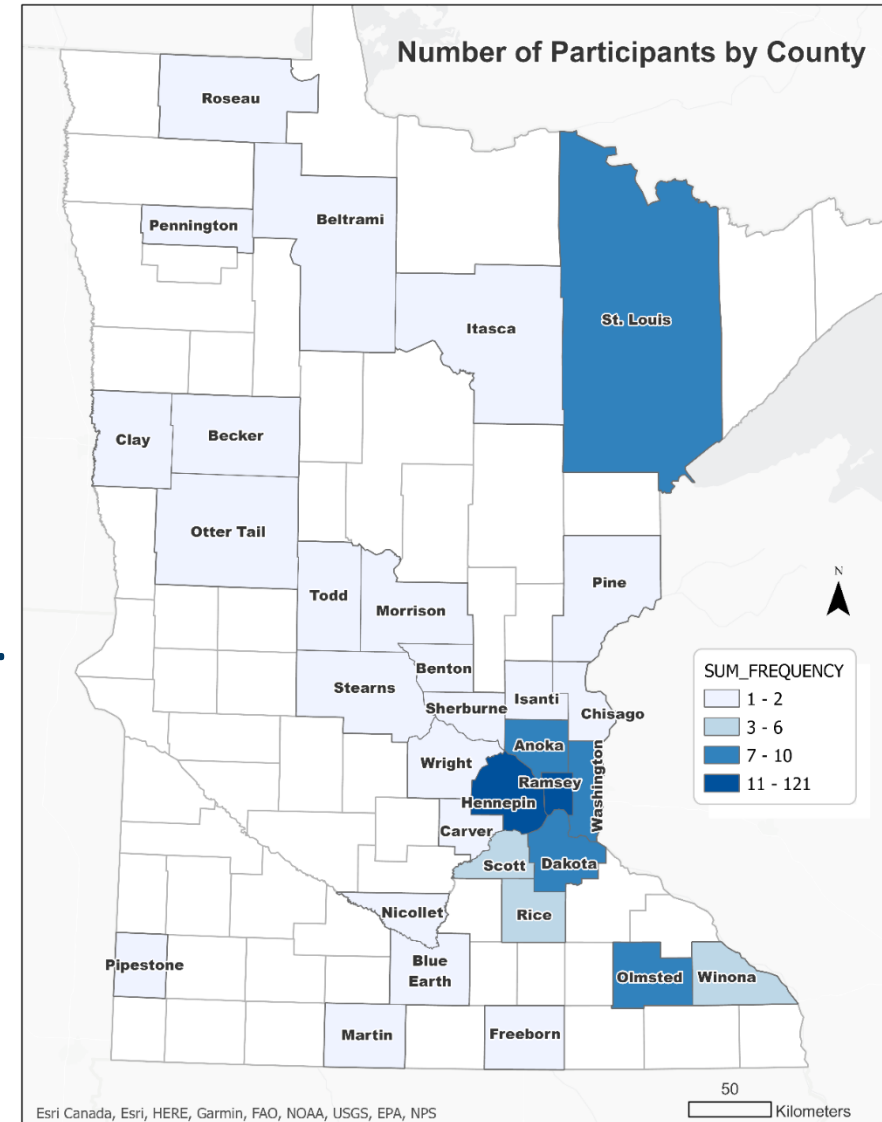 Number of Participants by County
Roseau
Pennington
Beltrami
Itasca
St. Louis
Clay
Becker
Otter Tail
Todd
Morrison
Pine
Benton
Stearns
Sherburne
Isanti
Chisago
Anoka
Wright
Ramsey
Hennepin
Washington
Carver
Scott
Dakota
Nicollet
Rice
Pipestone
Blue
Earth
Olmsted
Winona
Martin
Freeborn
N
SUM_FREQUENCY
1 - 2
3 - 6
7 - 10
11 - 121
50
Kilometers
Esri Canada, Esri, HERE, Garmin, FAO, NOAA, USGS, EPA, NPS